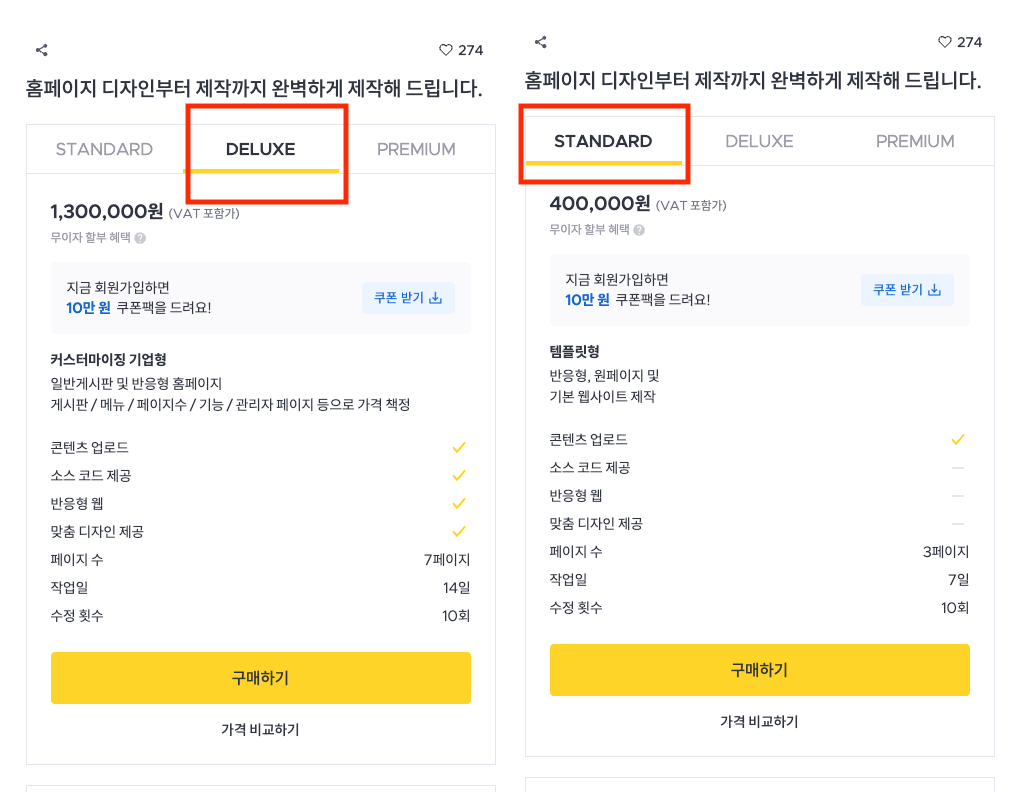 274
홈페이지 디자인부터 제작까지 완벽하게 제작해 드립니다.
STANDARD DELUXE PREMIUM
1,300,000원 (VAT 포함가)
무이자 할부 혜택 ?
지금 회원가입하면
10만 원 쿠폰팩을 드려요!
쿠폰 받기
커스터마이징 기업형
일반게시판 및 반응형 홈페이지
게시판 / 메뉴 / 페이지수 / 기능 / 관리자 페이지 등으로 가격 책정
콘텐츠 업로드
소스 코드 제공
반응형 웹
맞춤 디자인 제공
페이지 수 7페이지
작업일 14일
수정 횟수 10회
구매하기
가격 비교하기
274
홈페이지 디자인부터 제작까지 완벽하게 제작해 드립니다.
STANDARD DELUXE PREMIUM
400,000원 (VAT 포함가)
무이자 할부 혜택 ?
지금 회원가입하면
10만 원 쿠폰팩을 드려요!
쿠폰 받기
템플릿형
반응형, 원페이지 및
기본 웹사이트 제작
콘텐츠 업로드
소스 코드 제공
반응형 웹
맞춤 디자인 제공
페이지 수 3페이지
작업일 7일
수정 횟수 10회
구매하기
가격 비교하기